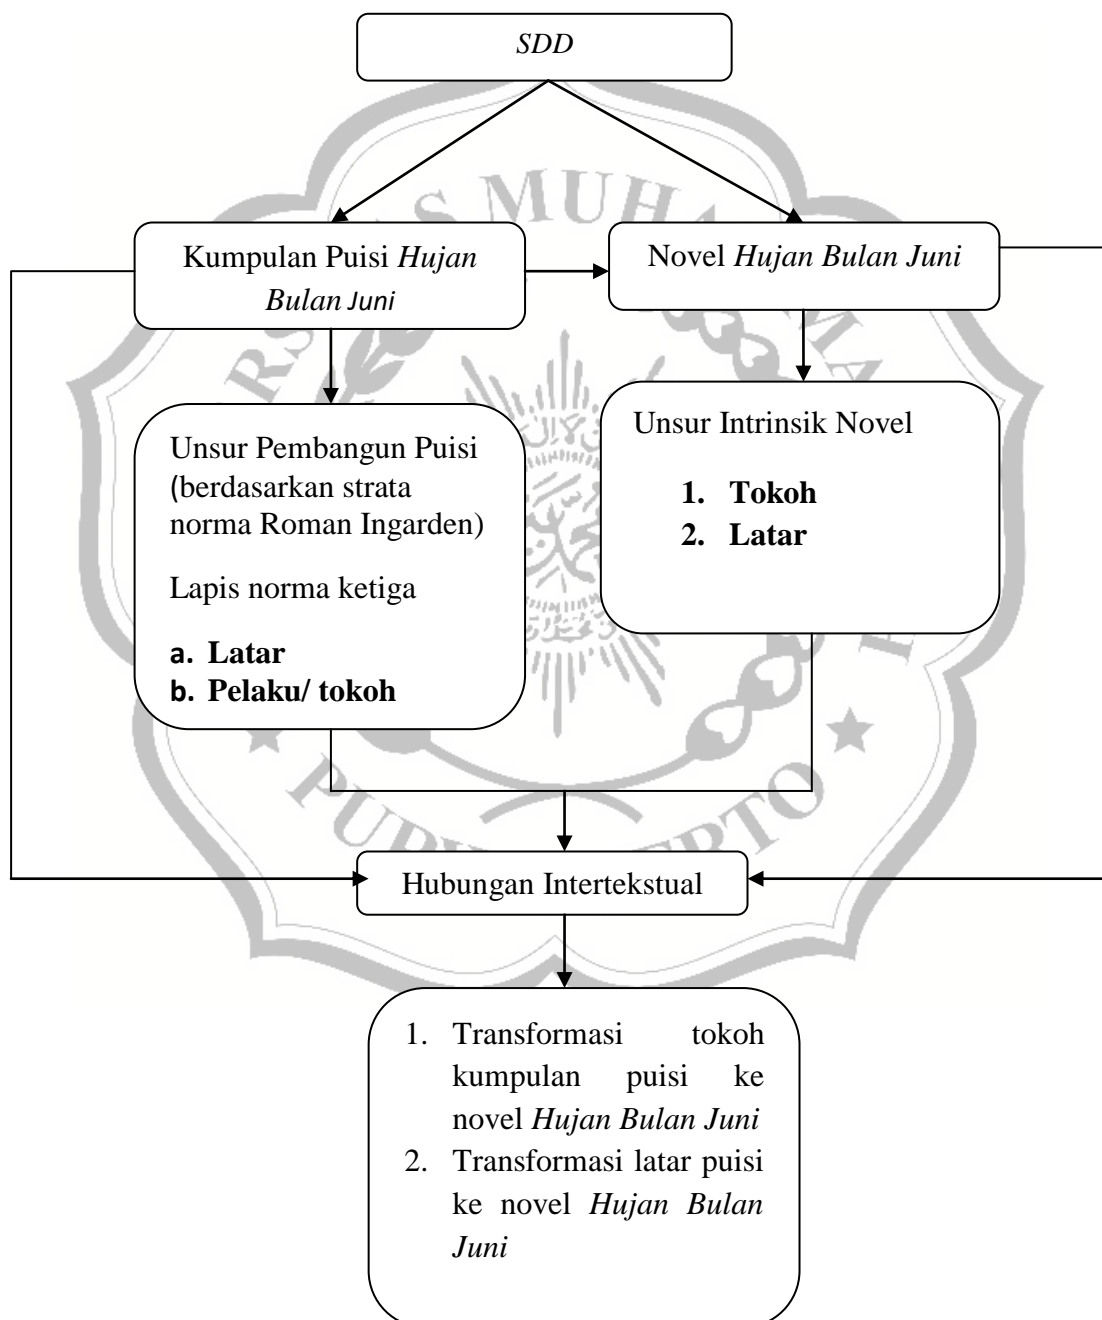 SDD
Kumpulan Puisi Hujan
Bulan Juni
Novel Hujan Bulan Juni
Unsur Pembangun Puisi
(berdasarkan strata
norma Roman Ingarden)
Lapis norma ketiga
a. Latar
b. Pelaku/ tokoh
Unsur Intrinsik Novel
1. Tokoh
2. Latar
Hubungan Intertekstual
1. Transformasi tokoh
kumpulan puisi ke
novel Hujan Bulan Juni
2. Transformasi latar puisi
ke novel Hujan Bulan
Juni